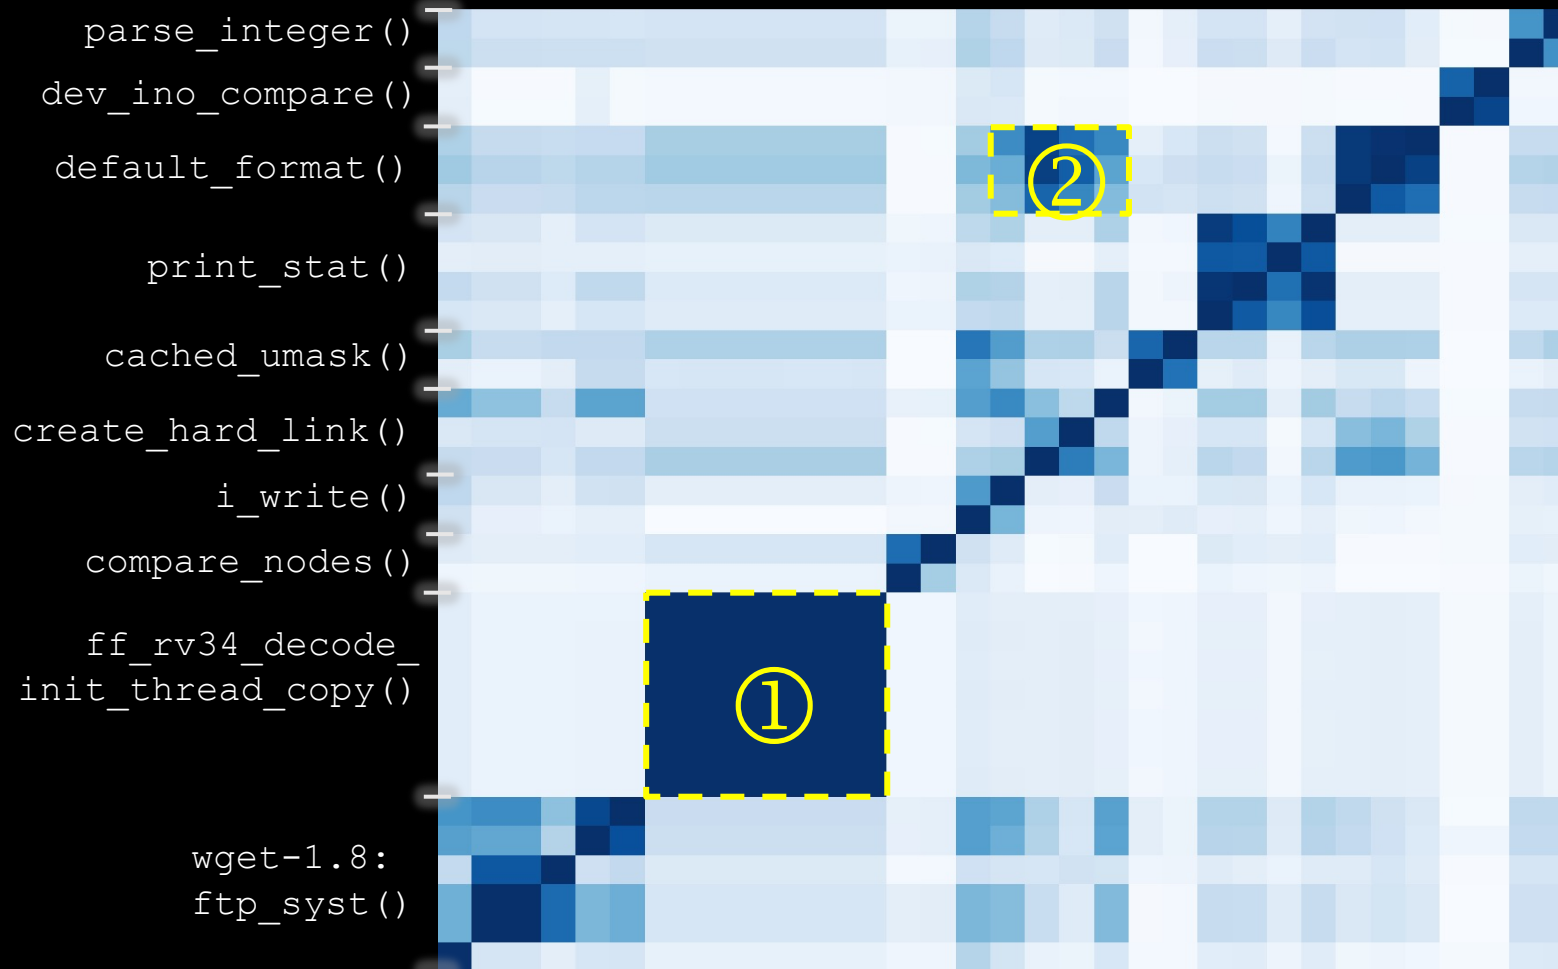 parse_integer()
dev_ino_compare()
default_format()
②
print_stat()
cached_umask()
create_hard_link()
i_write()
compare_nodes()
ff_rv34_decode_
init_thread_copy()
①
wget-1.8:
ftp_syst()